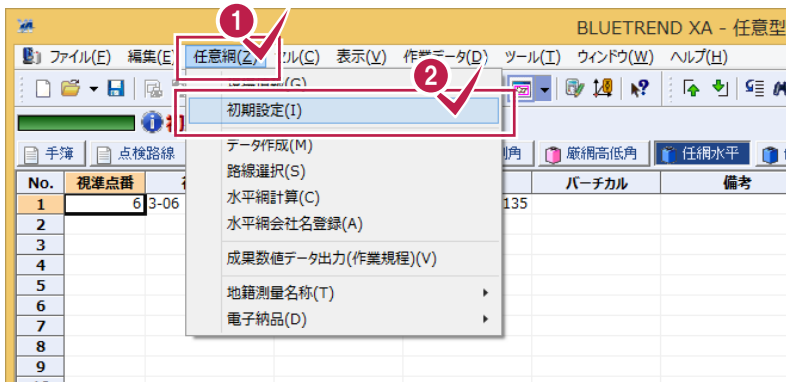 BLUETREND XA - 任意型
1
ファイル(F) 編集(E) 任意網(Z) ル(C) 表示(V) 作業データ(D) ツール(T) ウィンドウ(W) ヘルプ(H)
2
初期設定(I)
データ作成(M)
路線選択(S)
水平網計算(C)
水平網会社名登録(A)
成果数値データ出力(作業規程)(V)
地籍測量名称(T)
電子納品(D)
手簿 点検路線 角 厳網高低角 任網水平
No. 視準点番 バーチカル 備考
1 6 3-06 135
2
3
4
5
6
7
8
9